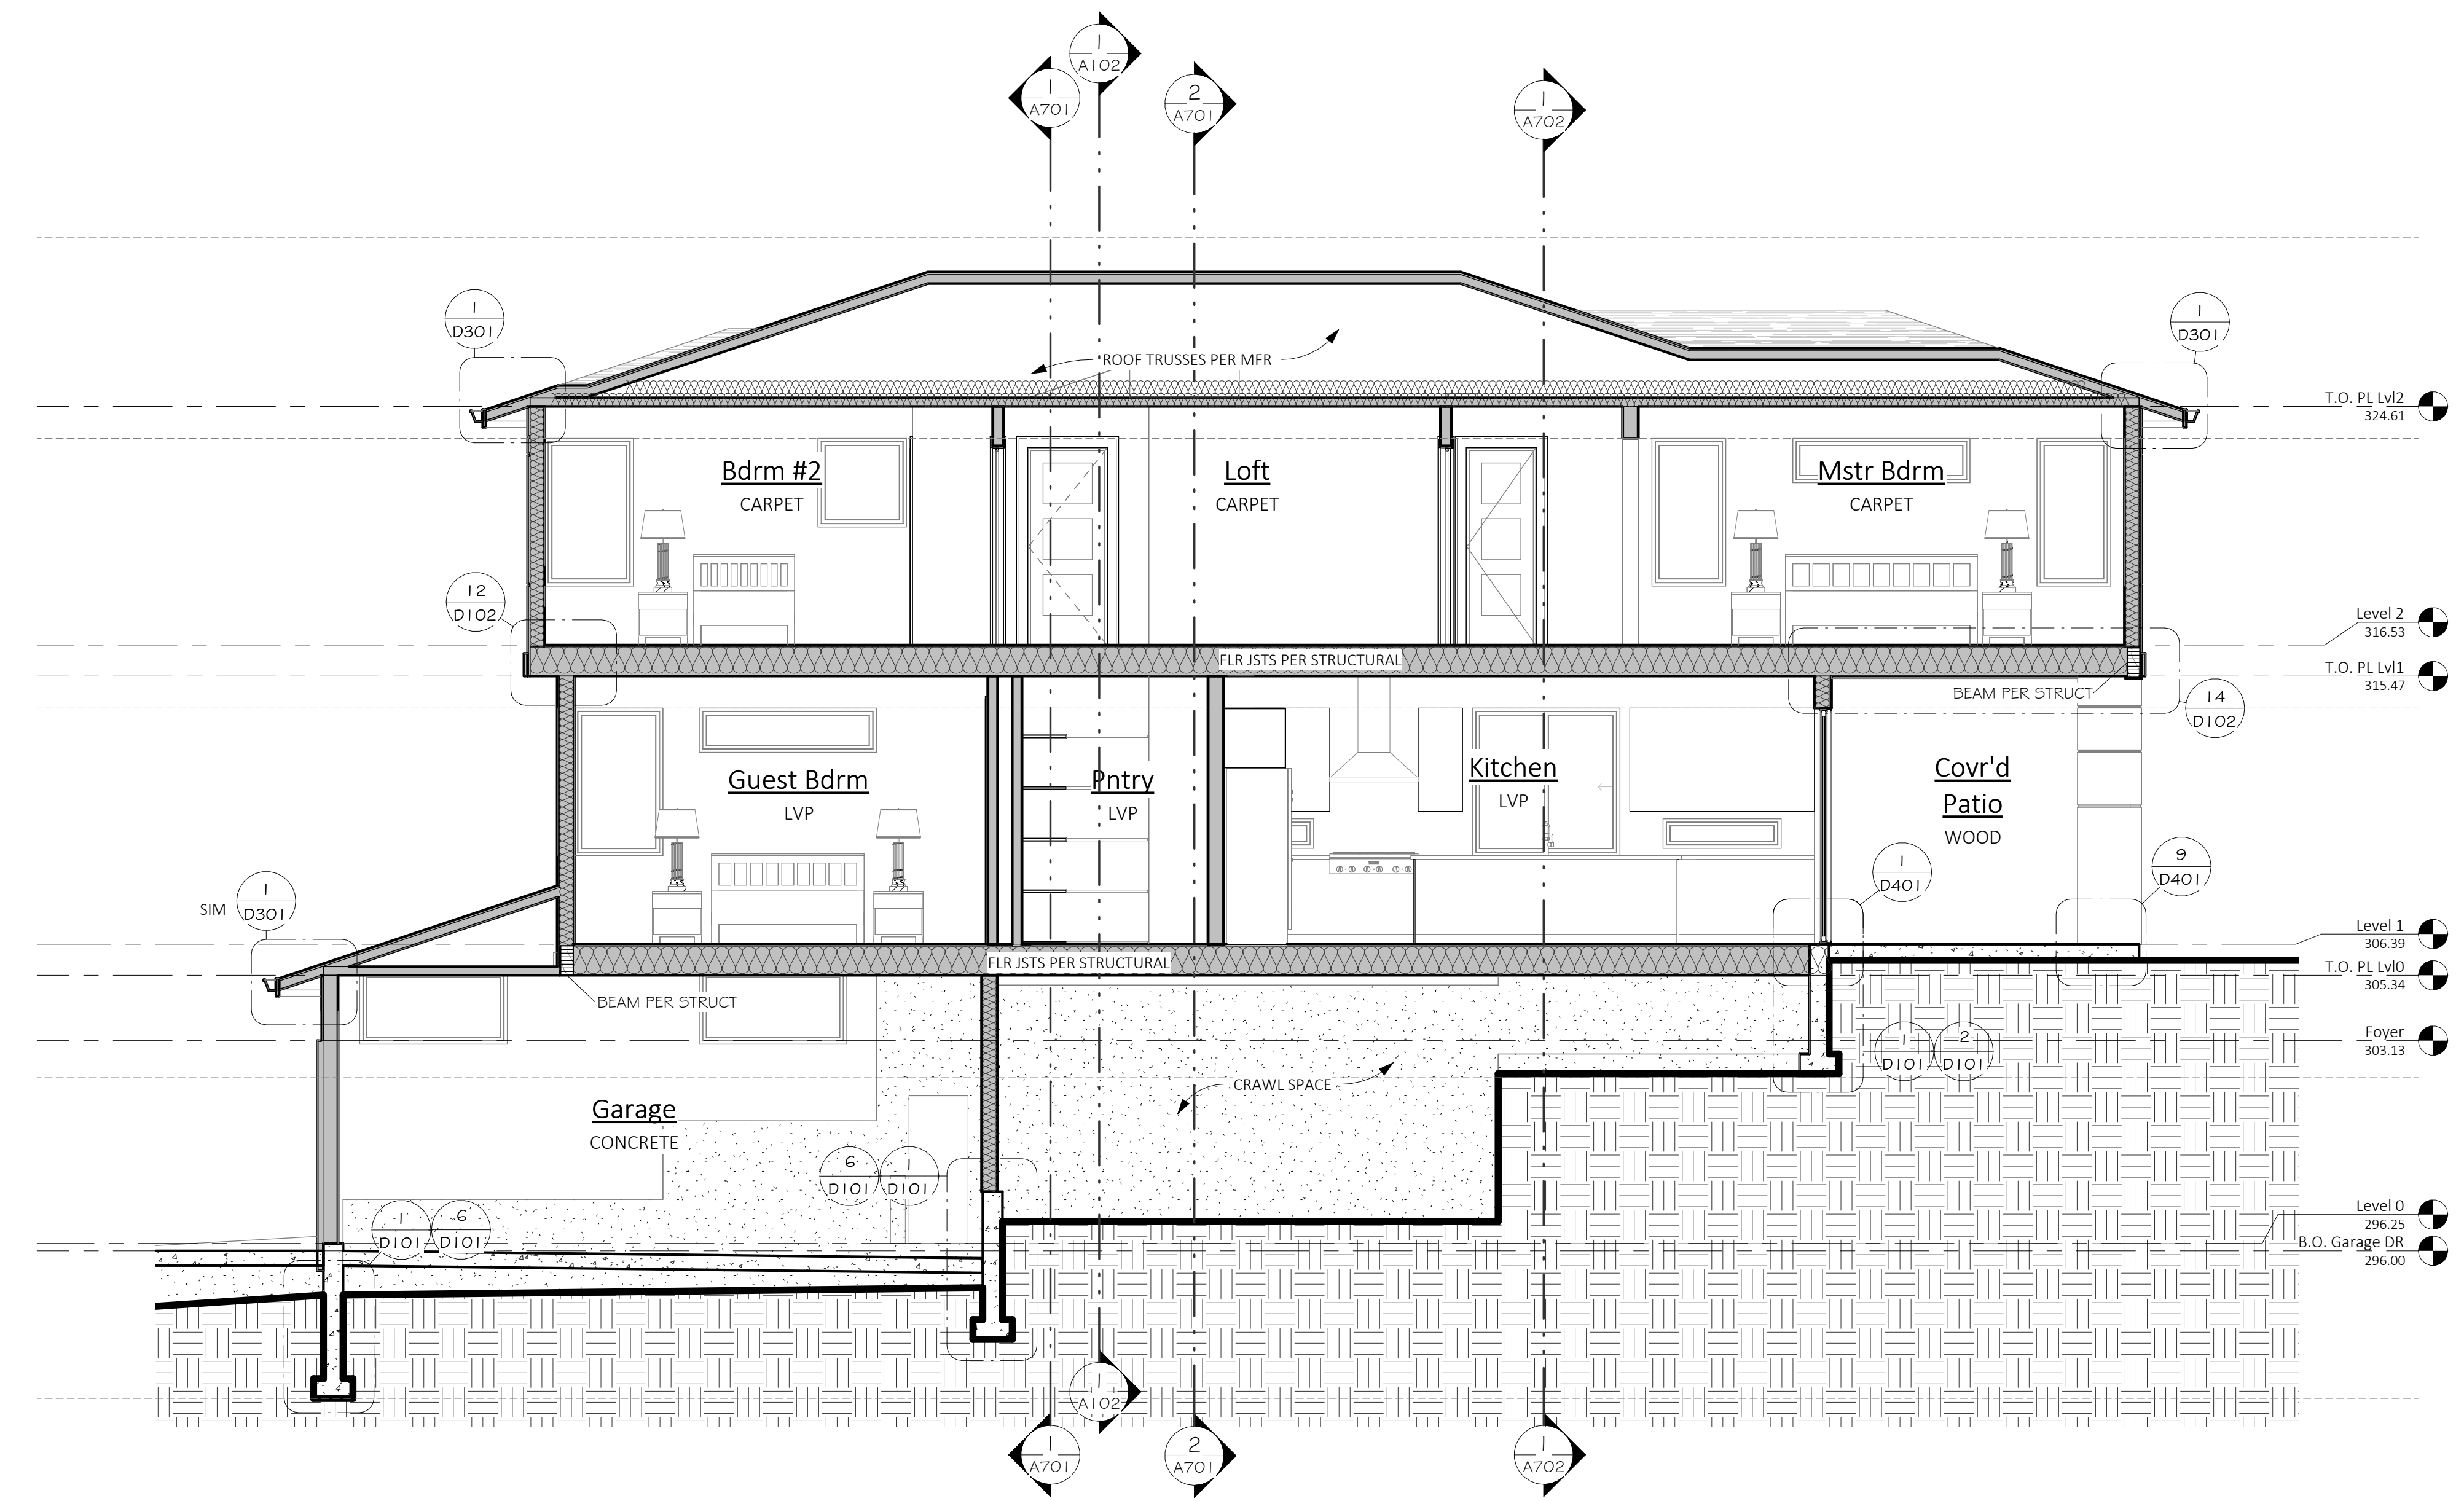 1
A102
1
A701
2
A701
1
A702
1
D301
1
D301
ROOF TRUSSES PER MFR
T.O. PL Lvl2
324.61
Bdrm #2
CARPET
Loft
CARPET
Mstr Bdrm
CARPET
12
D102
Level 2
316.53
FLR JSTS PER STRUCTURAL
T.O. PL Lvl1
315.47
BEAM PER STRUCT
14
D102
Guest Bdrm
LVP
Pntry
LVP
Kitchen
LVP
Covr'd
Patio
WOOD
1
D401
9
D401
SIM
1
D301
Level 1
306.39
FLR JSTS PER STRUCTURAL
T.O. PL Lvl0
305.34
BEAM PER STRUCT
Foyer
303.13
1
D101
2
D101
CRAWL SPACE
Garage
CONCRETE
6
D101
1
D101
1
D101
6
D101
Level 0
296.25
B.O. Garage DR
296.00
1
A102
1
A701
2
A701
1
A702